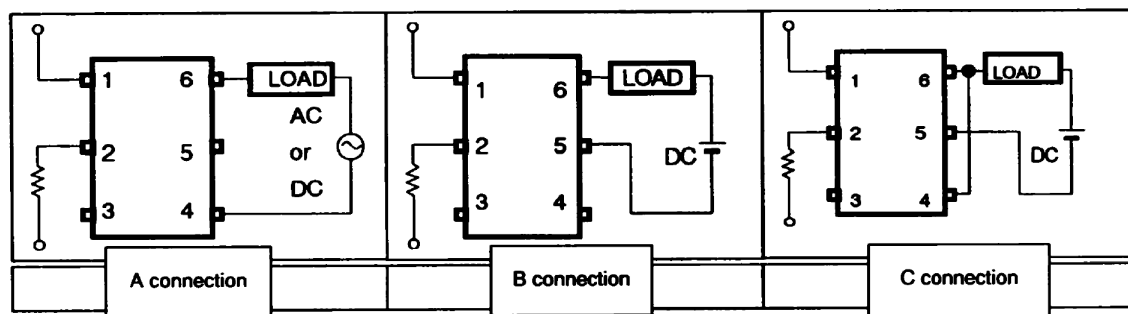 1 6 LOAD
AC
2 5 or
DC
3 4
A connection
1 6 LOAD
2 5 DC
3 4
B connection
1 6 LOAD
2 5 DC
3 4
C connection